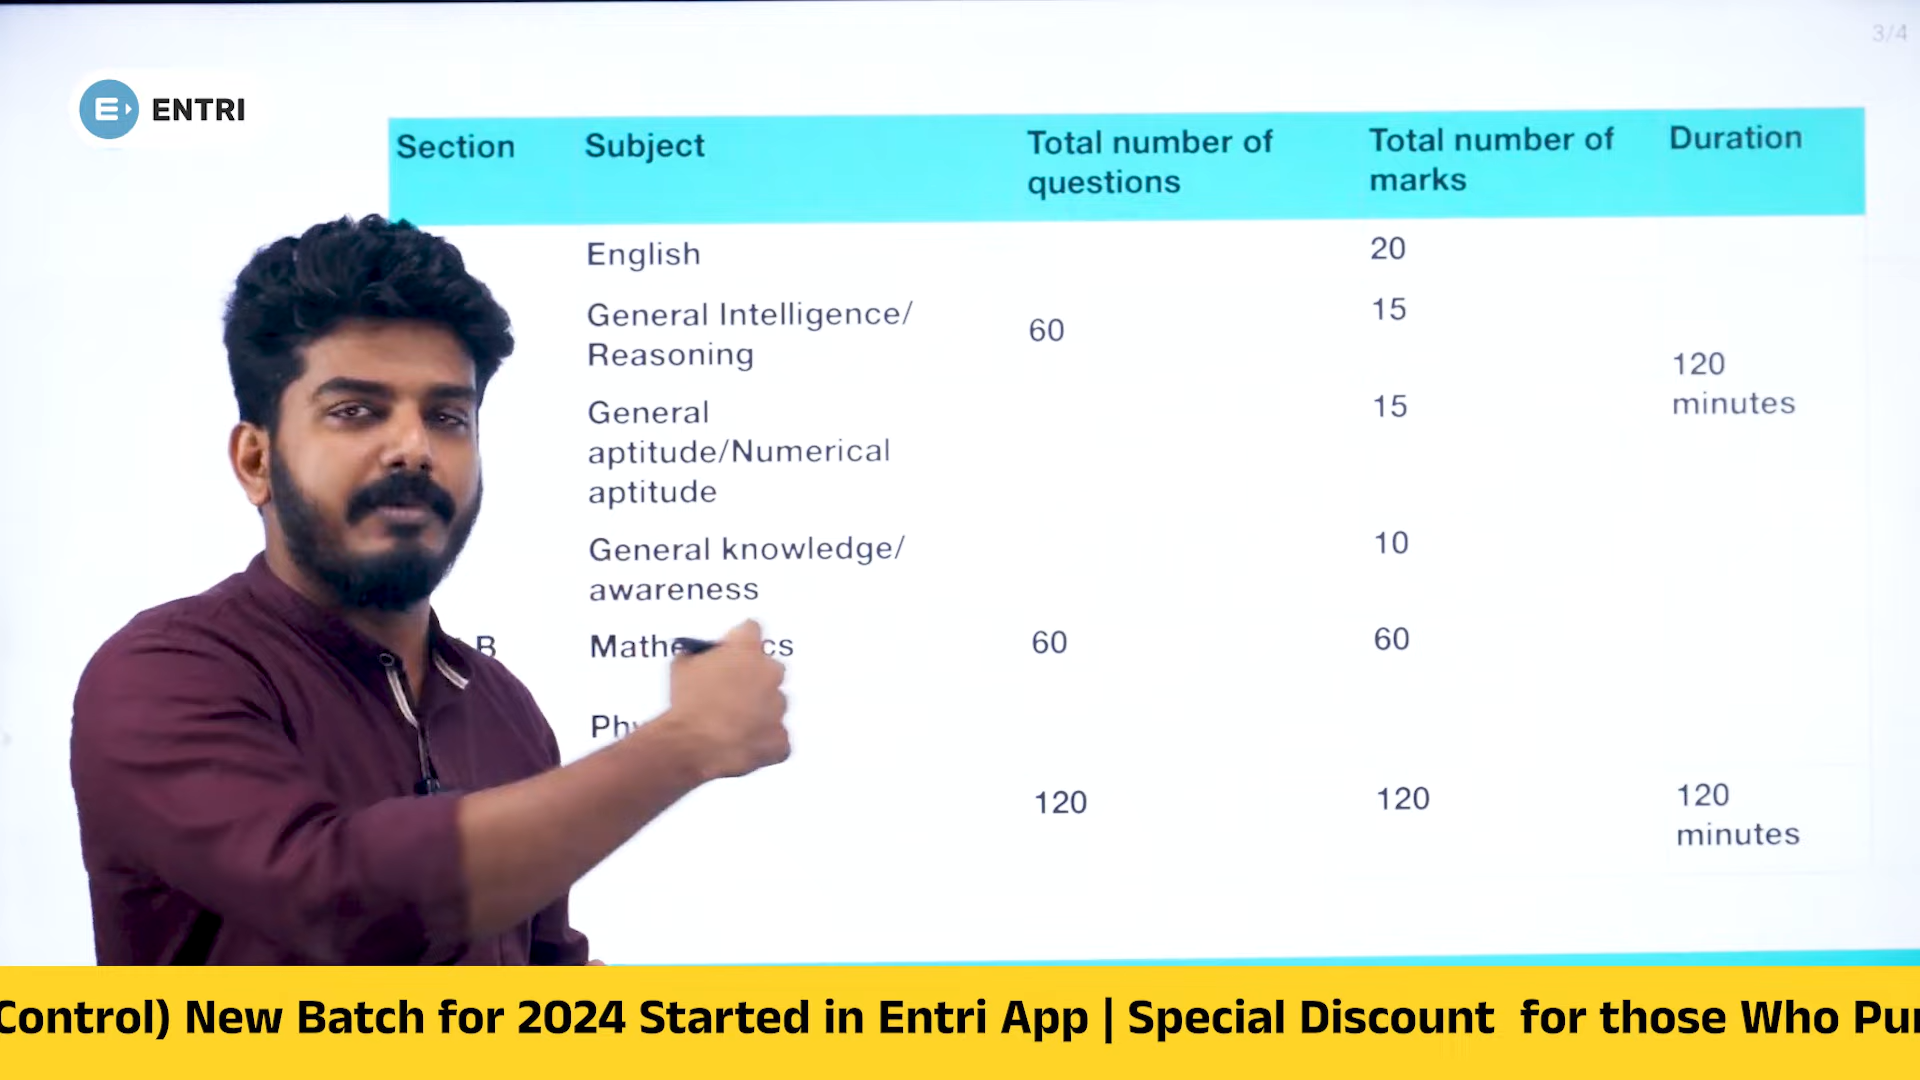 3/4
ENTRI
Section Subject Total number of questions Total number of marks Duration
English 20
General Intelligence/
Reasoning 60 15
120 minutes
General
aptitude/Numerical
aptitude 15
General knowledge/
awareness 10
B 60 60
120 120 120 minutes
Control) New Batch for 2024 Started in Entri App | Special Discount for those Who